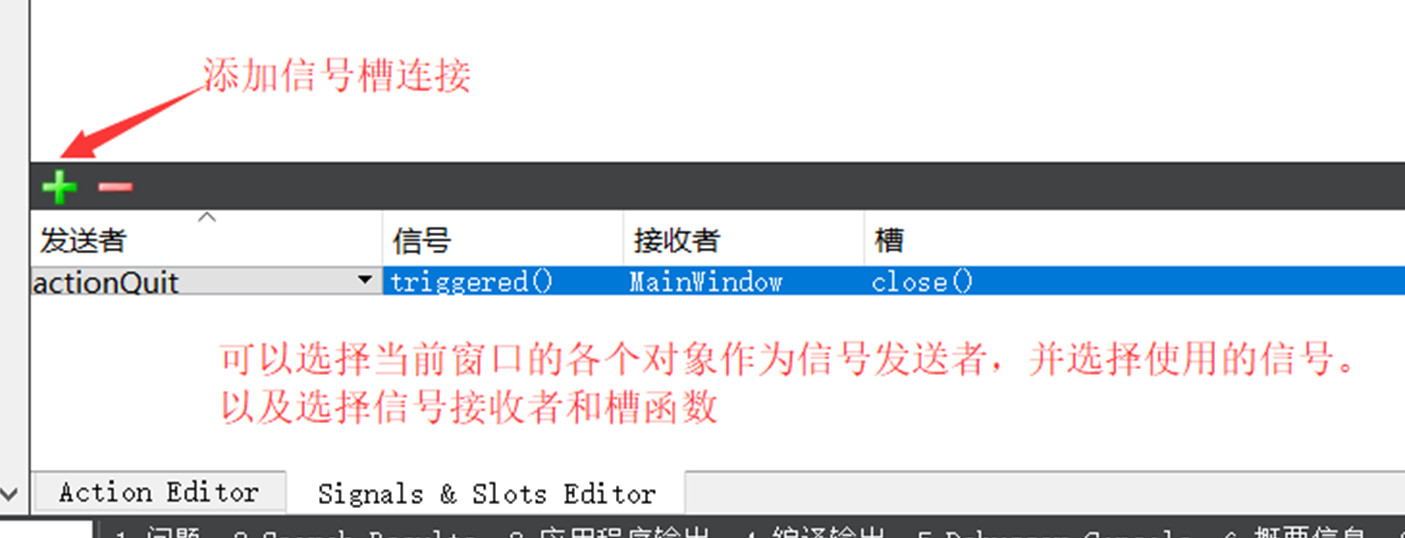 添加信号槽连接
发送者 信号 接收者 槽
actionQuit triggered() MainWindow close()
可以选择当前窗口的各个对象作为信号发送者，并选择使用的信号。
以及选择信号接收者和槽函数
Action Editor Signals & Slots Editor
1 问题 2 Search Results 3 应用程序输出 4 编译输出 5 Debugger Console 6 概要信息